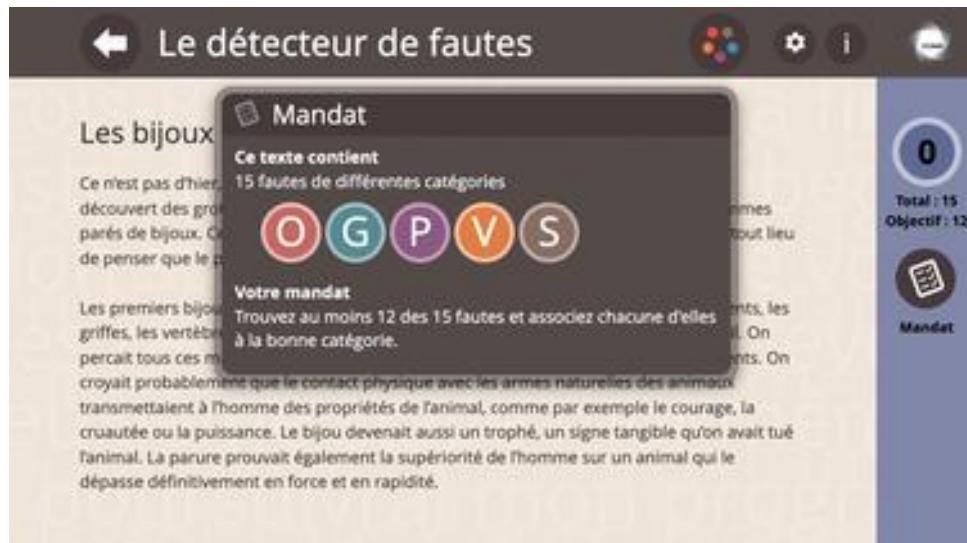 Le détecteur de fautes
i
Les bijoux
Mandat
Ce texte contient
15 fautes de différentes catégories
O G P V S
Votre mandat
Trouvez au moins 12 des 15 fautes et associez chacune d'elles
à la bonne catégorie.
Ce n'est pas d'hier,
découvert des
parés de bijoux. tout lieu
de penser que le
Les premiers les
griffes, les On
percait tous ces On
croyait probablement que le contact physique avec les armes naturelles des animaux
transmettaient à l'homme des propriétés de l'animal, comme par exemple le courage, la
cruautée ou la puissance. Le bijou devenait aussi un trophé, un signe tangible qu'on avait tué
l'animal. La parure prouvait également la supériorité de l'homme sur un animal qui le
dépasse définitivement en force et en rapidité.
0
Total : 15
Objectif : 12
Mandat